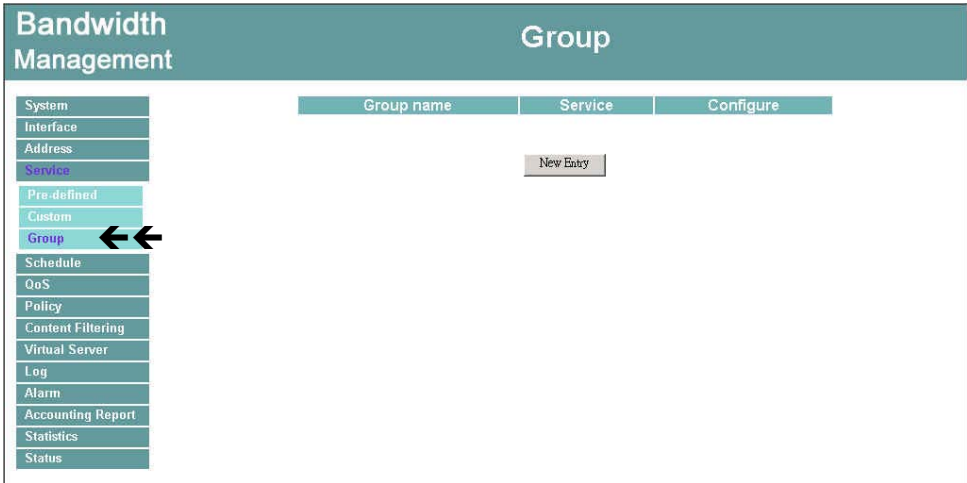 Bandwidth
Management
Group
System
Interface
Address
Service
Pre-defined
Custom
Group
Schedule
QoS
Policy
Content Filtering
Virtual Server
Log
Alarm
Accounting Report
Statistics
Status
Group name Service Configure
New Entry